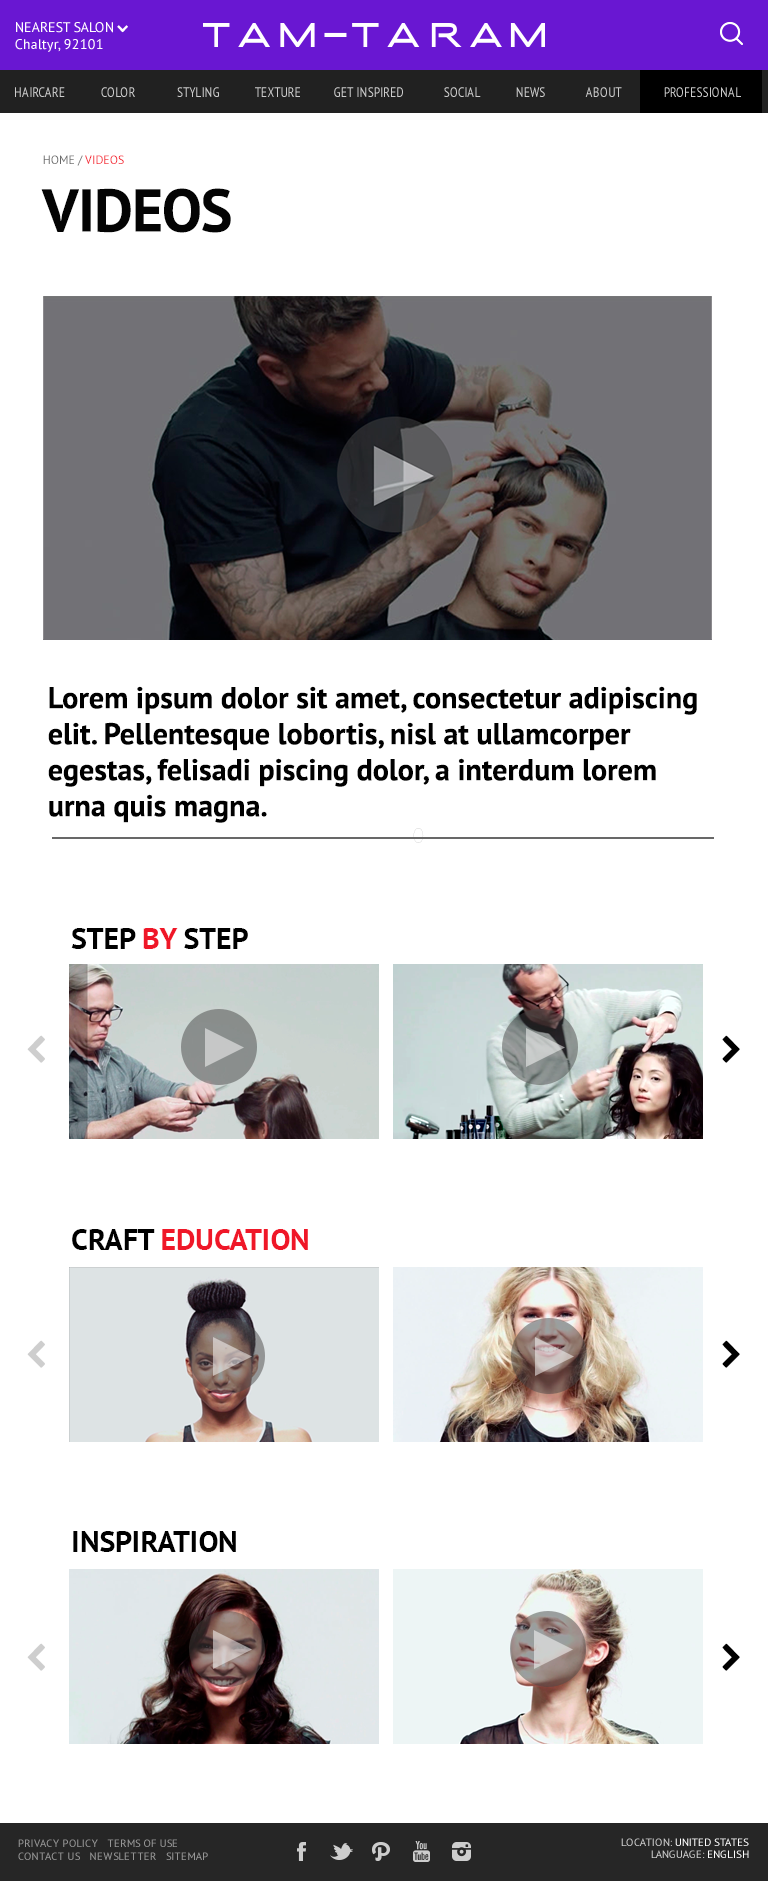 NEAREST SALON
Chaltyr, 92101
TAM-TARAM
HAIRCARE COLOR STYLING TEXTURE GET INSPIRED SOCIAL NEWS ABOUT PROFESSIONAL
HOME / VIDEOS
VIDEOS
Lorem ipsum dolor sit amet, consectetur adipiscing
elit. Pellentesque lobortis, nisl at ullamcorper
egestas, felisadi piscing dolor, a interdum lorem
urna quis magna.
STEP BY STEP
CRAFT EDUCATION
INSPIRATION
PRIVACY POLICY TERMS OF USE
CONTACT US NEWSLETTER SITEMAP
You
Tube
LOCATION: UNITED STATES
LANGUAGE: ENGLISH